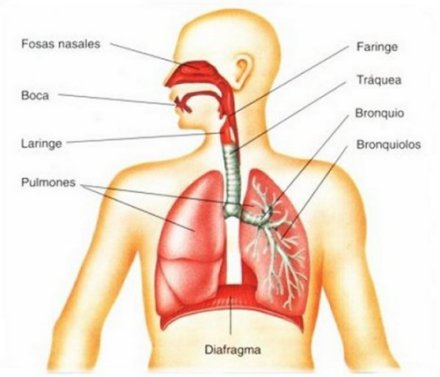 Fosas nasales
Boca
Laringe
Pulmones
Faringe
Tráquea
Bronquio
Bronquiolos
Diafragma